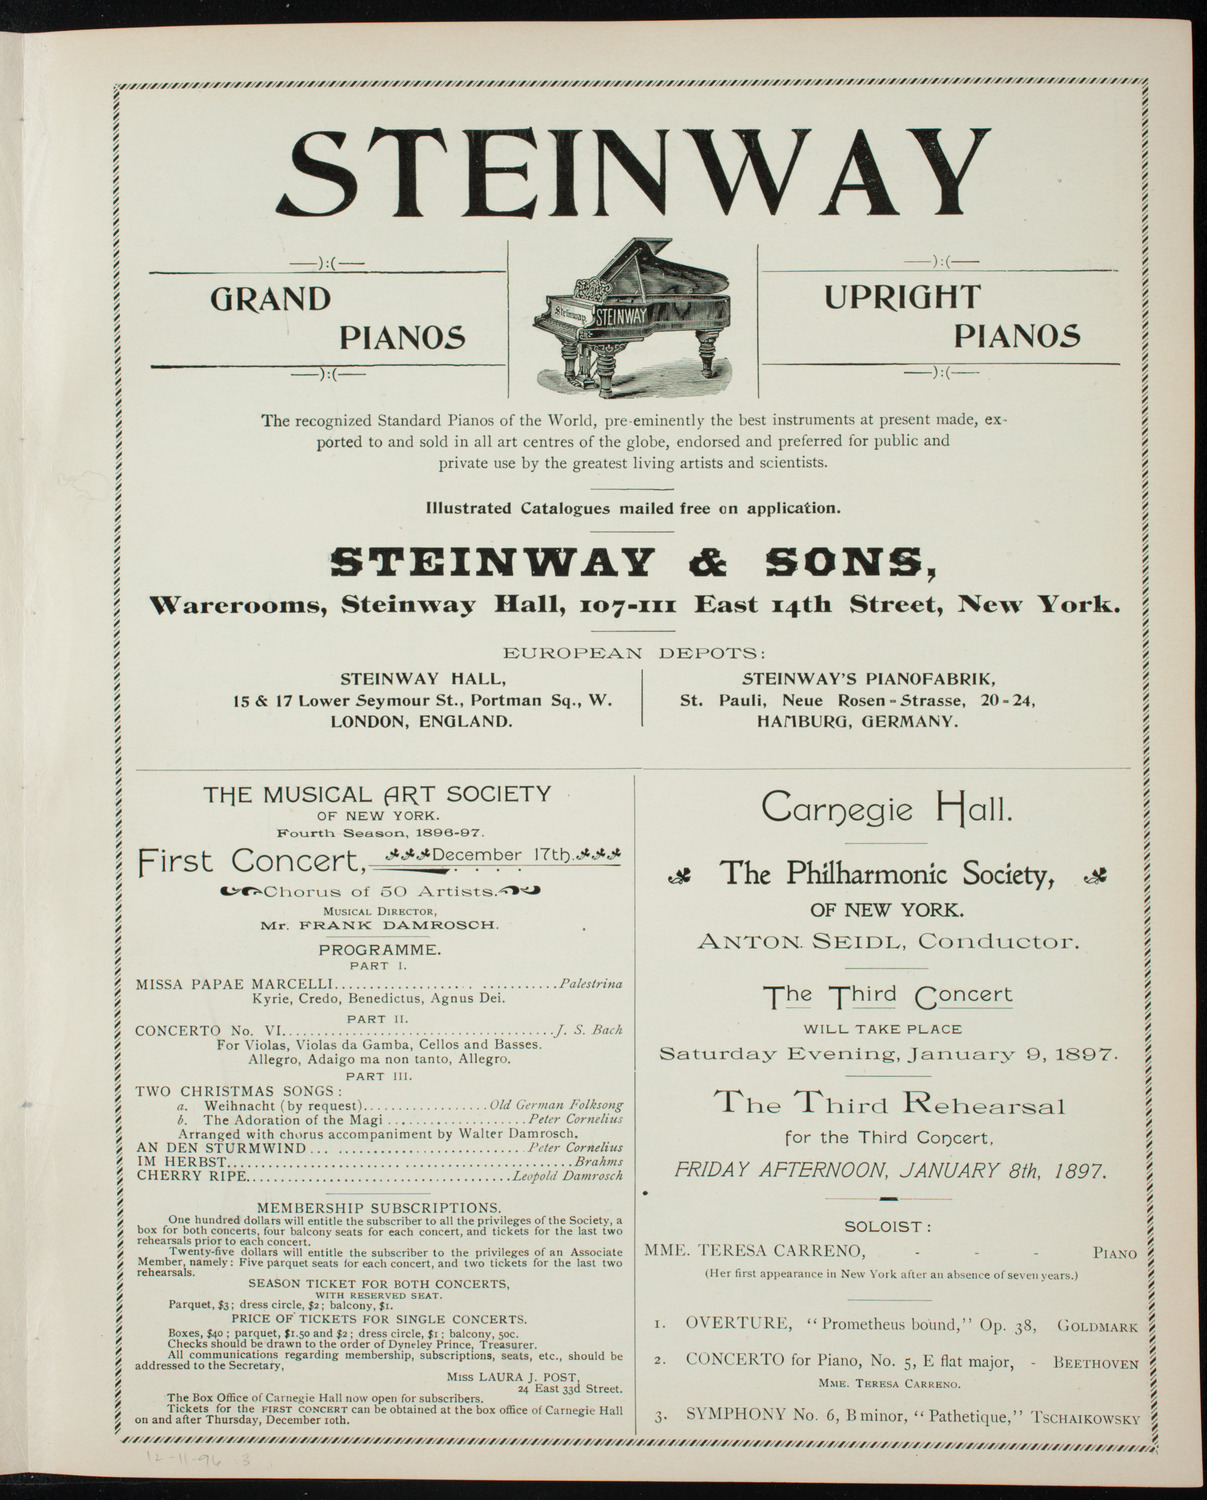 STEINWAY
——):(——
GRAND
PIANOS
Steinway
STEINWAY
——):(——
UPRIGHT
PIANOS
——):(——
——):(——
The recognized Standard Pianos of the World, pre-eminently the best instruments at present made, ex-
ported to and sold in all art centres of the globe, endorsed and preferred for public and
private use by the greatest living artists and scientists.
Illustrated Catalogues mailed free on application.
STEINWAY & SONS,
Warerooms, Steinway Hall, 107-111 East 14th Street, New York.
EUROPEAN DEPOTS:
STEINWAY HALL,
15 & 17 Lower Seymour St., Portman Sq., W.
LONDON, ENGLAND.
STEINWAY'S PIANOFABRIK,
St. Pauli, Neue Rosen-Strasse, 20-24,
HAMBURG, GERMANY.
THE MUSICAL ART SOCIETY
OF NEW YORK.
Fourth Season, 1896-97.
First Concert, December 17th.
Chorus of 50 Artists.
MUSICAL DIRECTOR,
Mr. FRANK DAMROSCH.
PROGRAMME.
PART I.
MISSA PAPAE MARCELLI..............................Palestrina
Kyrie, Credo, Benedictus, Agnus Dei.
PART II.
CONCERTO No. VI.......................................J. S. Bach
For Violas, Violas da Gamba, Cellos and Basses.
Allegro, Adaigo ma non tanto, Allegro.
PART III.
TWO CHRISTMAS SONGS:
a. Weihnacht (by request)..................Old German Folksong
b. The Adoration of the Magi.....................Peter Cornelius
Arranged with chorus accompaniment by Walter Damrosch.
AN DEN STURMWIND..............................Peter Cornelius
IM HERBST.............................................Brahms
CHERRY RIPE.....................................Leopold Damrosch
MEMBERSHIP SUBSCRIPTIONS.
One hundred dollars will entitle the subscriber to all the privileges of the Society, a
box for both concerts, four balcony seats for each concert, and tickets for the last two
rehearsals prior to each concert.
Twenty-five dollars will entitle the subscriber to the privileges of an Associate
Member, namely: Five parquet seats for each concert, and two tickets for the last two
rehearsals.
SEASON TICKET FOR BOTH CONCERTS,
WITH RESERVED SEAT.
Parquet, $3; dress circle, $2; balcony, $1.
PRICE OF TICKETS FOR SINGLE CONCERTS.
Boxes, $40; parquet, $1.50 and $2; dress circle, $1; balcony, 50c.
Checks should be drawn to the order of Dyneley Prince, Treasurer.
All communications regarding membership, subscriptions, seats, etc., should be
addressed to the Secretary,
Miss LAURA J. POST,
24 East 33d Street.
The Box Office of Carnegie Hall now open for subscribers.
Tickets for the FIRST CONCERT can be obtained at the box office of Carnegie Hall
on and after Thursday, December 10th.
Carnegie Hall.
The Philharmonic Society,
OF NEW YORK.
ANTON. SEIDL, Conductor.
The Third Concert
WILL TAKE PLACE
Saturday Evening, January 9, 1897.
The Third Rehearsal
for the Third Concert,
FRIDAY AFTERNOON, JANUARY 8th, 1897.
SOLOIST:
MME. TERESA CARRENO, - - - PIANO
(Her first appearance in New York after an absence of seven years.)
1. OVERTURE, "Prometheus bound," Op. 38, GOLDMARK
2. CONCERTO for Piano, No. 5, E flat major, - BEETHOVEN
MME. TERESA CARRENO.
3. SYMPHONY No. 6, B minor, "Pathetique," TSCHAIKOWSKY
12-11-96 3